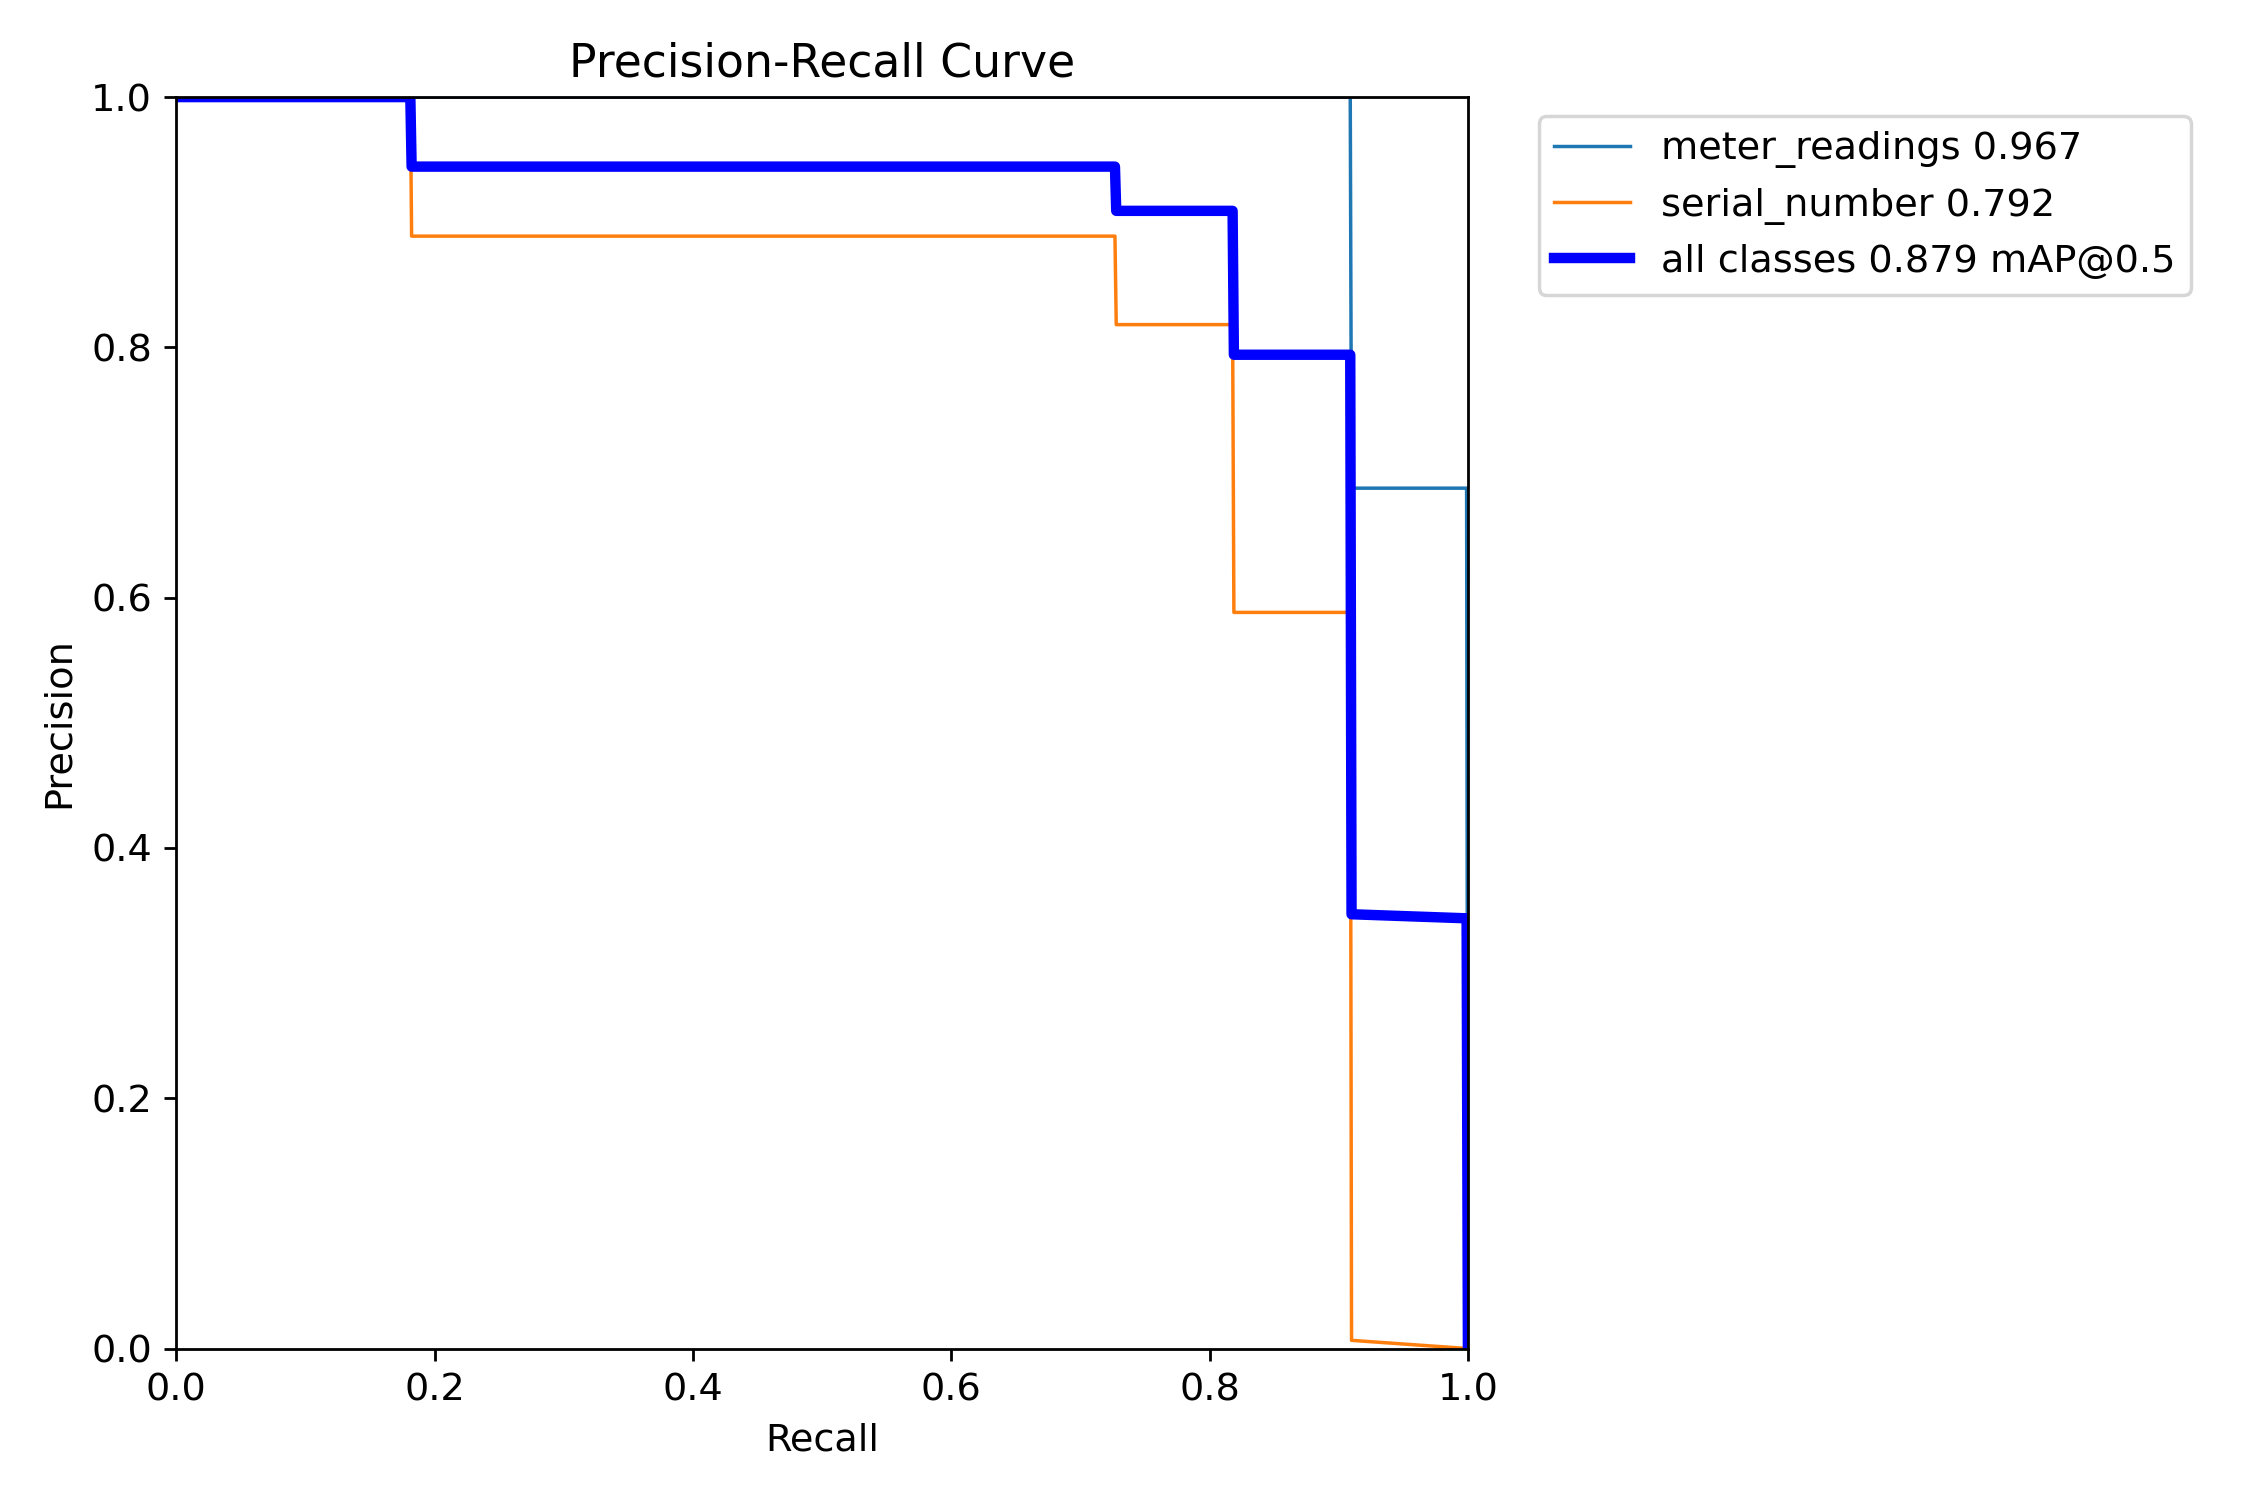 Precision-Recall Curve
1.0
0.8
0.6
0.4
0.2
0.0
Precision
0.0 0.2 0.4 0.6 0.8 1.0
Recall
meter_readings 0.967
serial_number 0.792
all classes 0.879 mAP@0.5